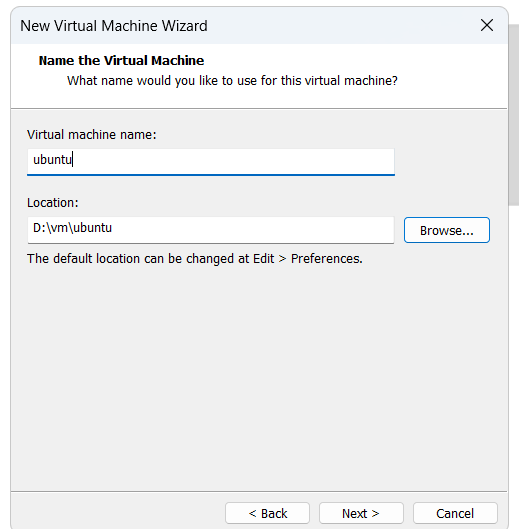 New Virtual Machine Wizard
Name the Virtual Machine
What name would you like to use for this virtual machine?
Virtual machine name:
ubuntu
Location:
D:\vm\ubuntu
Browse...
The default location can be changed at Edit > Preferences.
< Back
Next >
Cancel